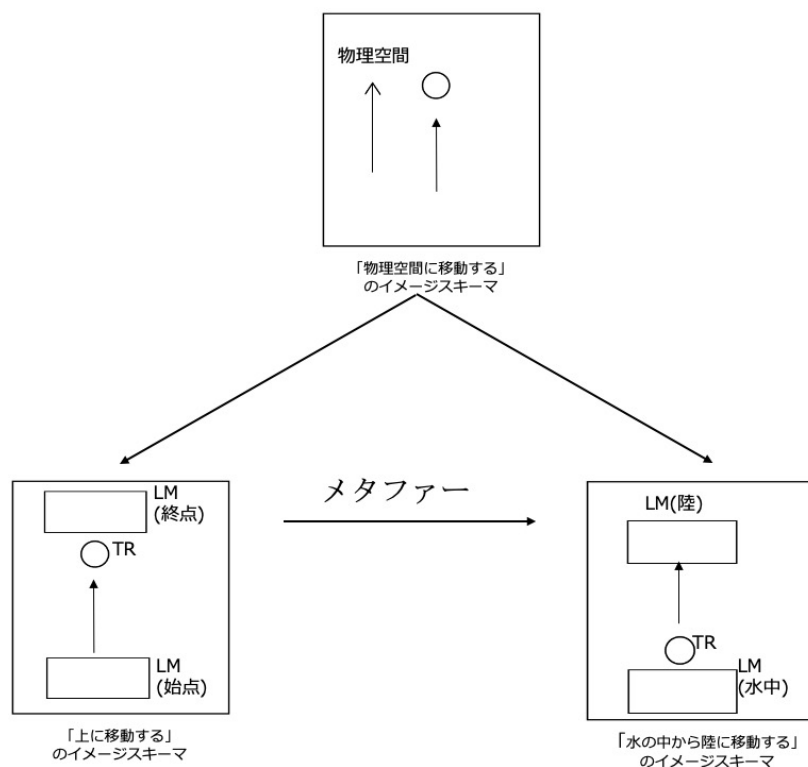 物理空間
「物理空間に移動する」
のイメージスキーマ
メタファー
LM
(終点)
TR
LM
(始点)
「上に移動する」
のイメージスキーマ
LM(陸)
TR
LM
(水中)
「水の中から陸に移動する」
のイメージスキーマ